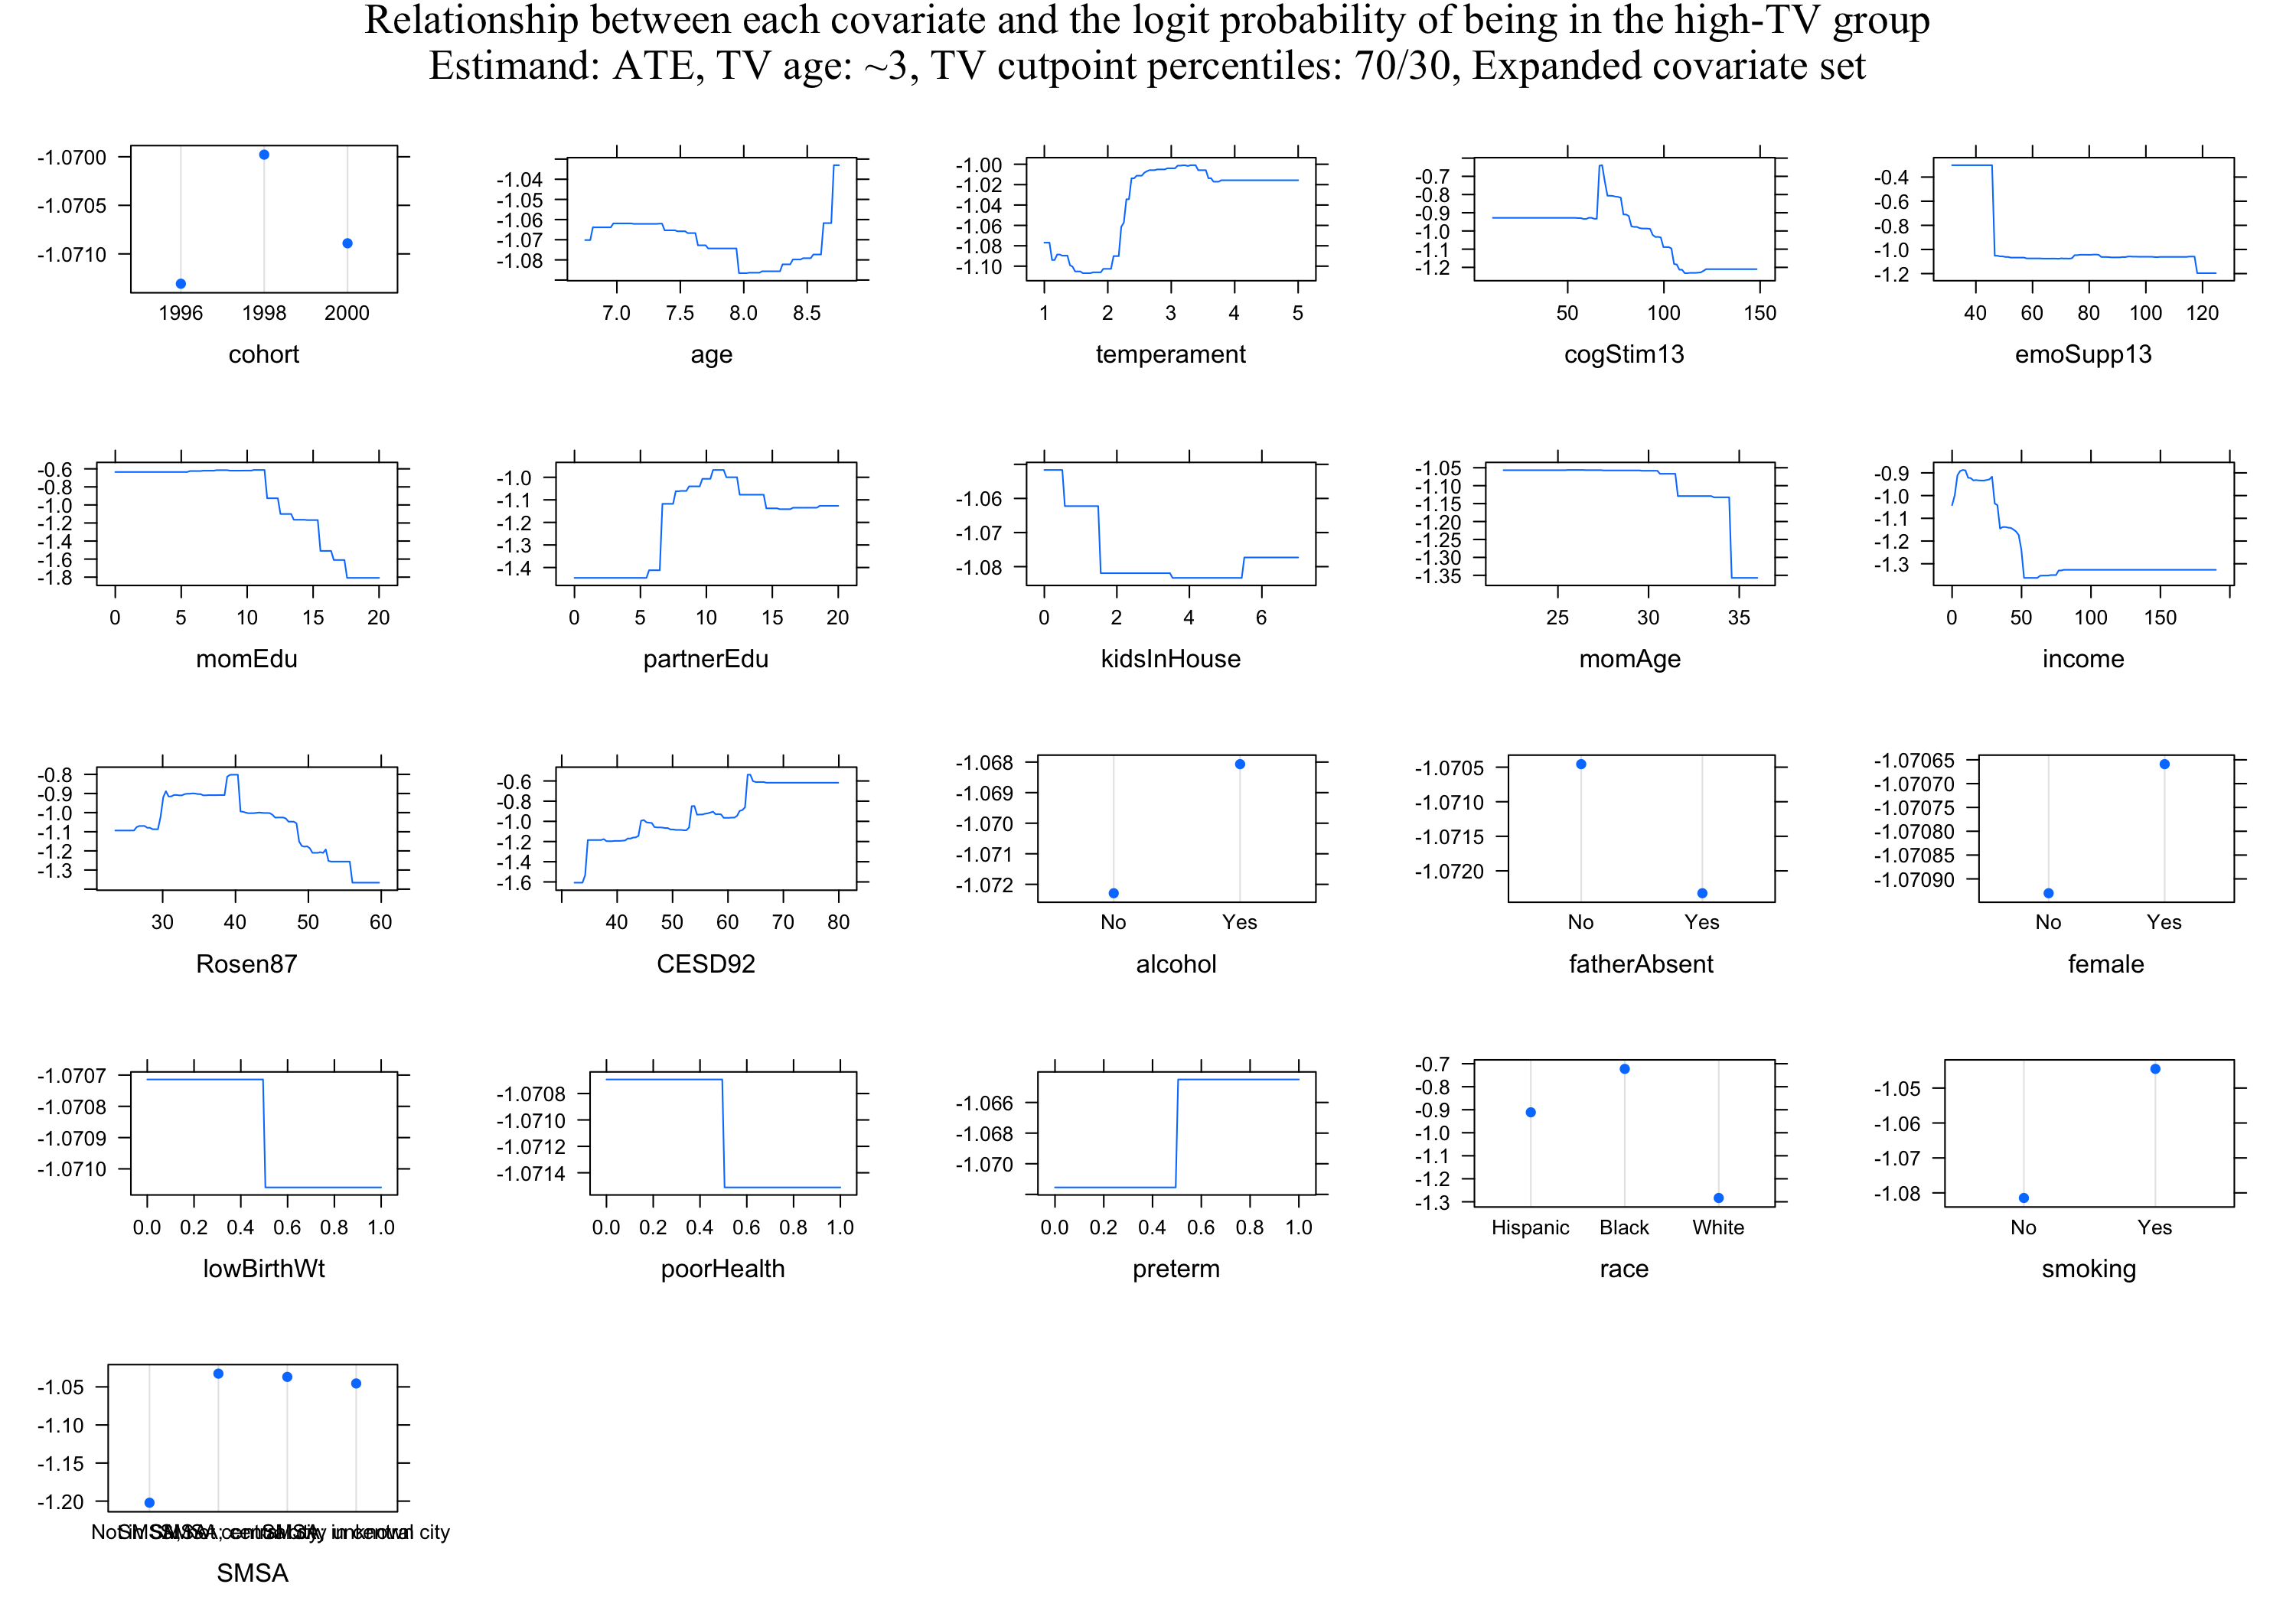 Relationship between each covariate and the logit probability of being in the high-TV group
Estimand: ATE, TV age: ~3, TV cutpoint percentiles: 70/30, Expanded covariate set
-1.0700
-1.0705
-1.0710
1996 1998 2000
cohort
-1.04
-1.05
-1.06
-1.07
-1.08
7.0 7.5 8.0 8.5
age
-1.00
-1.02
-1.04
-1.06
-1.08
-1.10
1 2 3 4 5
temperament
-0.7
-0.8
-0.9
-1.0
-1.1
-1.2
50 100 150
cogStim13
-0.4
-0.6
-0.8
-1.0
-1.2
40 60 80 100 120
emoSupp13
-0.6
-0.8
-1.0
-1.2
-1.4
-1.6
-1.8
0 5 10 15 20
momEdu
-1.0
-1.1
-1.2
-1.3
-1.4
0 5 10 15 20
partnerEdu
-1.06
-1.07
-1.08
0 2 4 6
kidsInHouse
-1.05
-1.10
-1.15
-1.20
-1.25
-1.30
-1.35
25 30 35
momAge
-0.9
-1.0
-1.1
-1.2
-1.3
0 50 100 150
income
-0.8
-0.9
-1.0
-1.1
-1.2
-1.3
30 40 50 60
Rosen87
-0.6
-0.8
-1.0
-1.2
-1.4
-1.6
40 50 60 70 80
CESD92
-1.068
-1.069
-1.070
-1.071
-1.072
No Yes
alcohol
-1.0705
-1.0710
-1.0715
-1.0720
No Yes
fatherAbsent
-1.07065
-1.07070
-1.07075
-1.07080
-1.07085
-1.07090
No Yes
female
-1.0707
-1.0708
-1.0709
-1.0710
0.0 0.2 0.4 0.6 0.8 1.0
lowBirthWt
-1.0708
-1.0710
-1.0712
-1.0714
0.0 0.2 0.4 0.6 0.8 1.0
poorHealth
-1.066
-1.068
-1.070
0.0 0.2 0.4 0.6 0.8 1.0
preterm
-0.7
-0.8
-0.9
-1.0
-1.1
-1.2
-1.3
Hispanic Black White
race
-1.05
-1.06
-1.07
-1.08
No Yes
smoking
-1.05
-1.10
-1.15
-1.20
SMSA